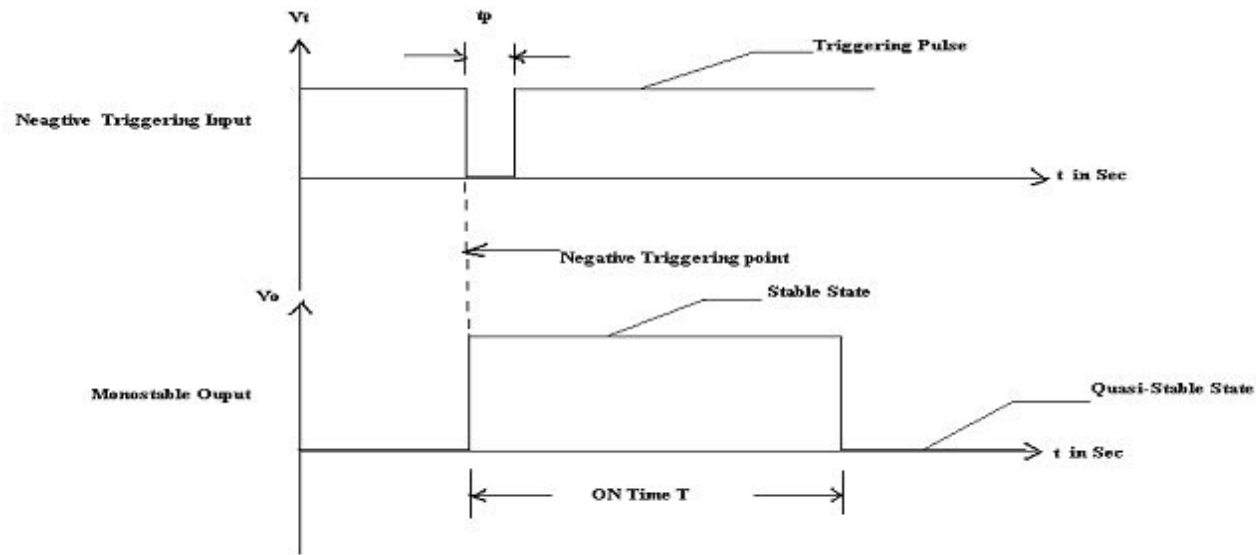 Vt
tp
Triggering Pulse
Neagtive Triggering Input
t in Sec
Negative Triggering point
Vo
Stable State
Monostable Ouput
Quasi-Stable State
t in Sec
ON Time T